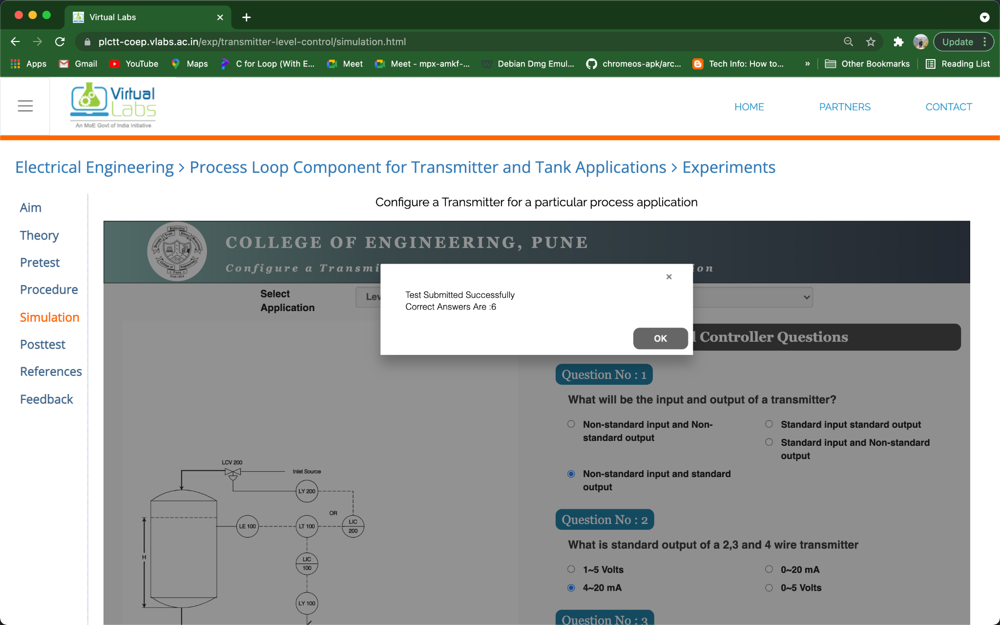 Virtual Labs
plctt-coep.vlabs.ac.in/exp/transmitter-level-control/simulation.html
Update
Apps
Gmail
YouTube
Maps
C for Loop (With E...
Meet
Meet - mpx-amkf-...
Debian Dmg Emul...
chromeos-apk/arc...
Tech Info: How to...
»
Other Bookmarks
Reading List
Virtual
Labs
An MoE Govt of India Initiative
HOME
PARTNERS
CONTACT
Electrical Engineering > Process Loop Component for Transmitter and Tank Applications > Experiments
Aim
Theory
Pretest
Procedure
Simulation
Posttest
References
Feedback
Configure a Transmitter for a particular process application
COLLEGE OF ENGINEERING, PUNE
Configure a Transmi
ion
Select
Application
Lev
Test Submitted Successfully
Correct Answers Are :6
OK
l Controller Questions
LCV 200
Inlet Source
LY 200
OR
LE 100
LT 100
LIC
200
H
LIC
100
LY 100
Question No : 1
What will be the input and output of a transmitter?
Non-standard input and Non-
standard output
Standard input standard output
Standard input and Non-standard
output
Non-standard input and standard
output
Question No : 2
What is standard output of a 2,3 and 4 wire transmitter
1~5 Volts
0~20 mA
4~20 mA
0~5 Volts
Question No : 3